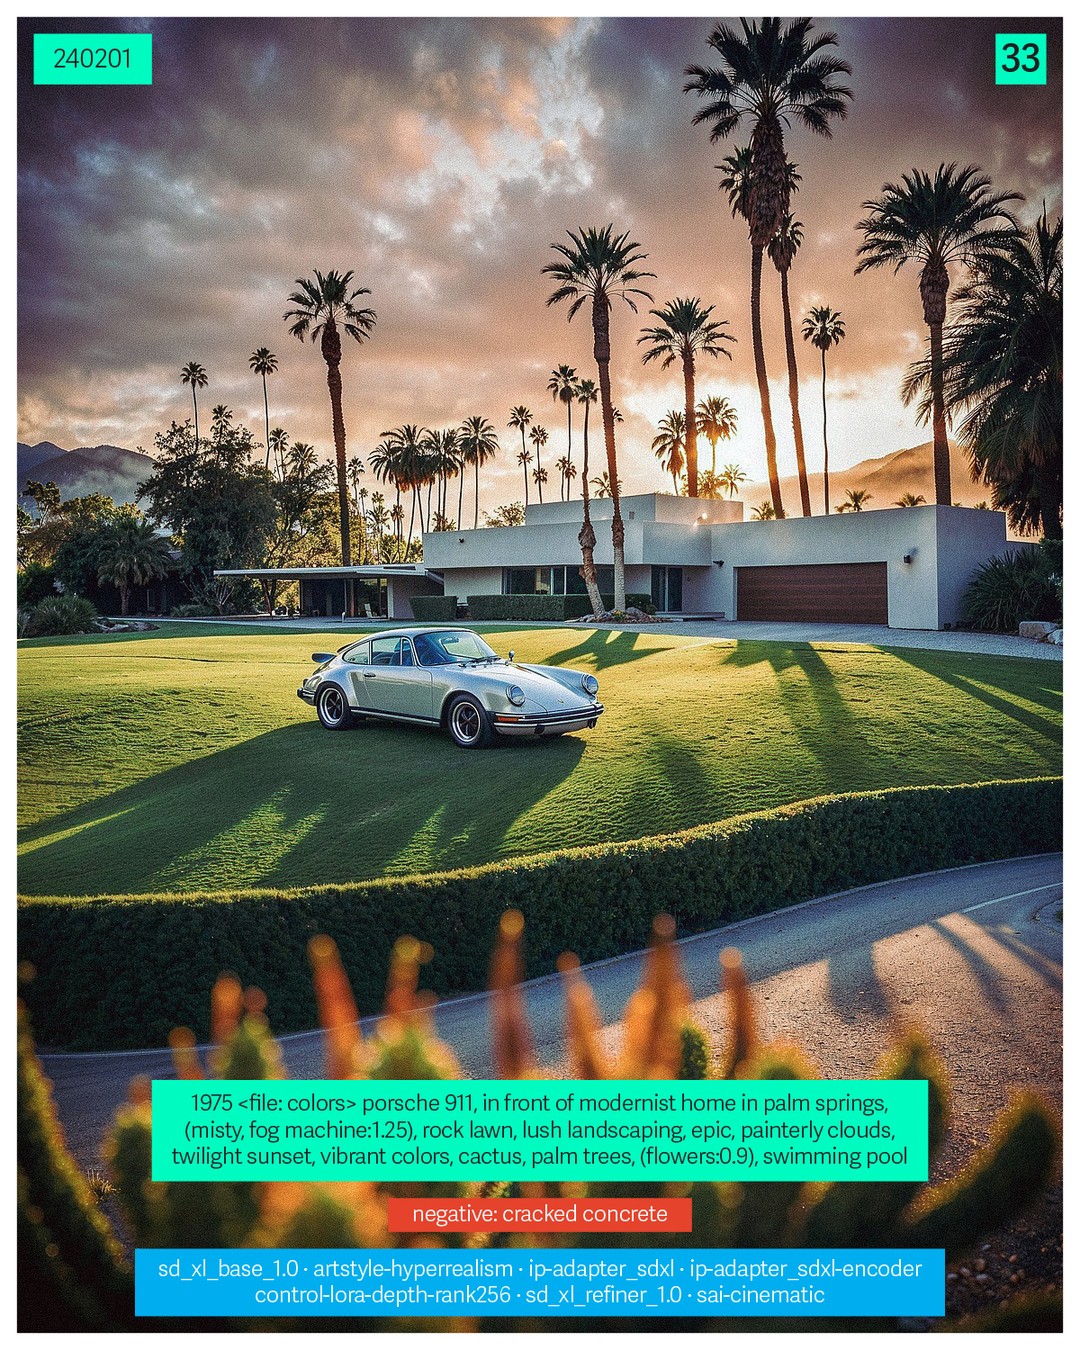 240201
33
1975 <file: colors> porsche 911, in front of modernist home in palm springs,
(misty, fog machine:1.25), rock lawn, lush landscaping, epic, painterly clouds,
twilight sunset, vibrant colors, cactus, palm trees, (flowers:0.9), swimming pool
negative: cracked concrete
sd_xl_base_1.0 · artstyle-hyperrealism · ip-adapter_sdxl · ip-adapter_sdxl-encoder
control-lora-depth-rank256 · sd_xl_refiner_1.0 · sai-cinematic